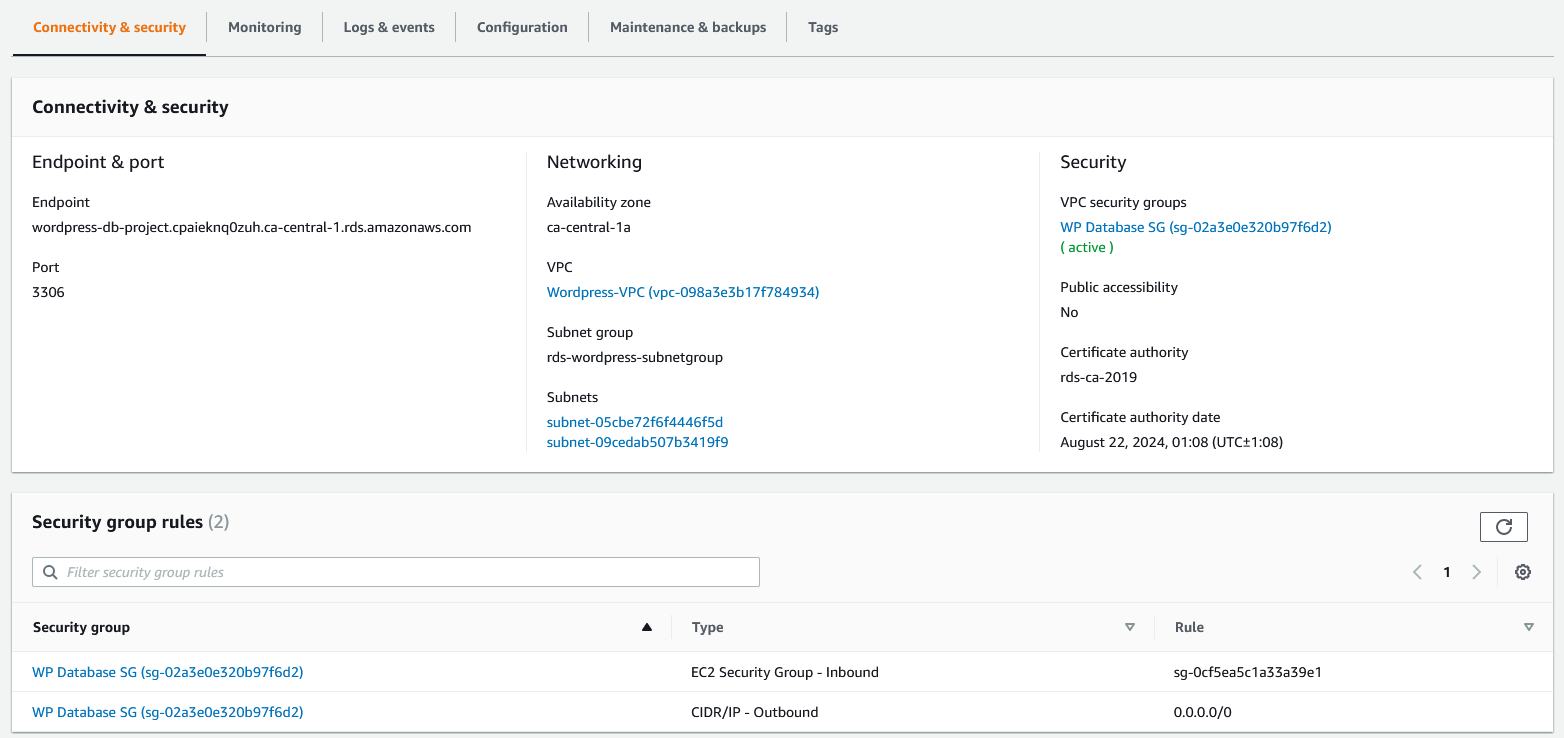 Connectivity & security
Monitoring
Logs & events
Configuration
Maintenance & backups
Tags
Connectivity & security
Endpoint & port
Endpoint
wordpress-db-project.cpaieknq0zuh.ca-central-1.rds.amazonaws.com
Port
3306
Networking
Availability zone
ca-central-1a
VPC
Wordpress-VPC (vpc-098a3e3b17f784934)
Subnet group
rds-wordpress-subnetgroup
Subnets
subnet-05cbe72f6f4446f5d
subnet-09cedab507b3419f9
Security
VPC security groups
WP Database SG (sg-02a3e0e320b97f6d2)
( active )
Public accessibility
No
Certificate authority
rds-ca-2019
Certificate authority date
August 22, 2024, 01:08 (UTC±1:08)
Security group rules (2)
Filter security group rules
1
Security group
Type
Rule
WP Database SG (sg-02a3e0e320b97f6d2)
EC2 Security Group - Inbound
sg-0cf5ea5c1a33a39e1
WP Database SG (sg-02a3e0e320b97f6d2)
CIDR/IP - Outbound
0.0.0.0/0